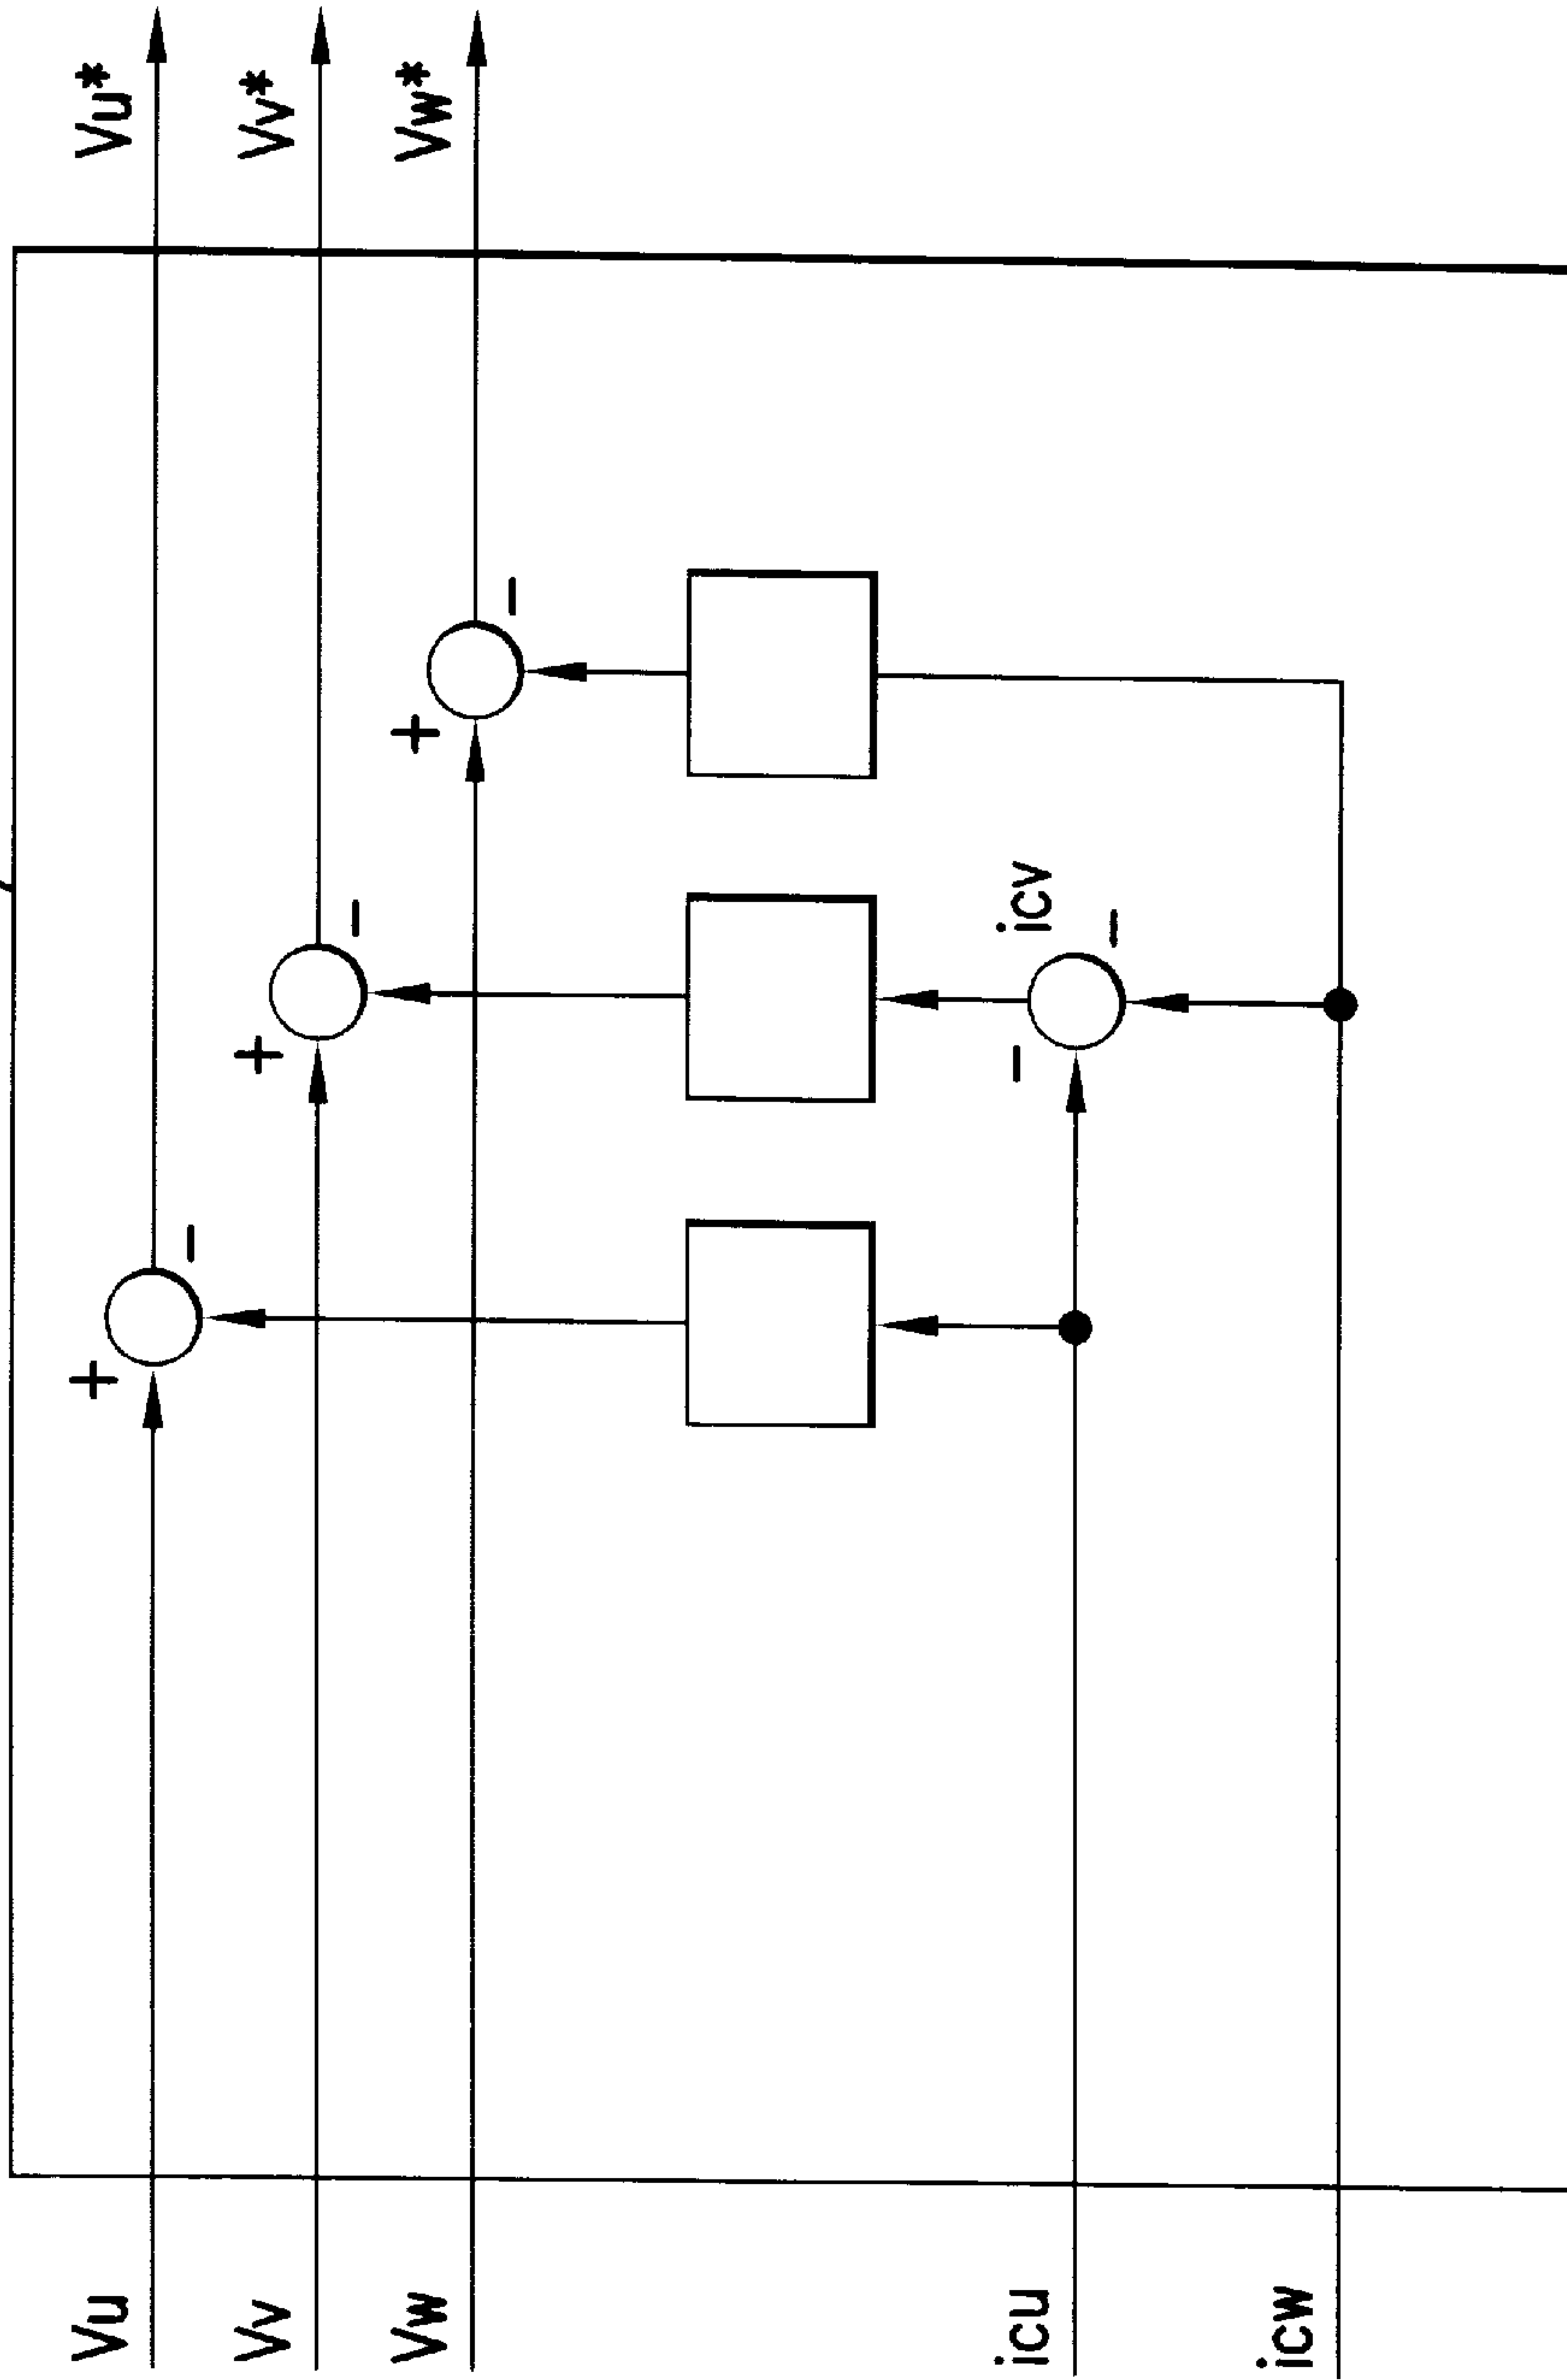 Vu
Vv
Vw
icu
icw
+
-
+
-
+
-
-
-
icv
Vu*
Vv*
Vw*